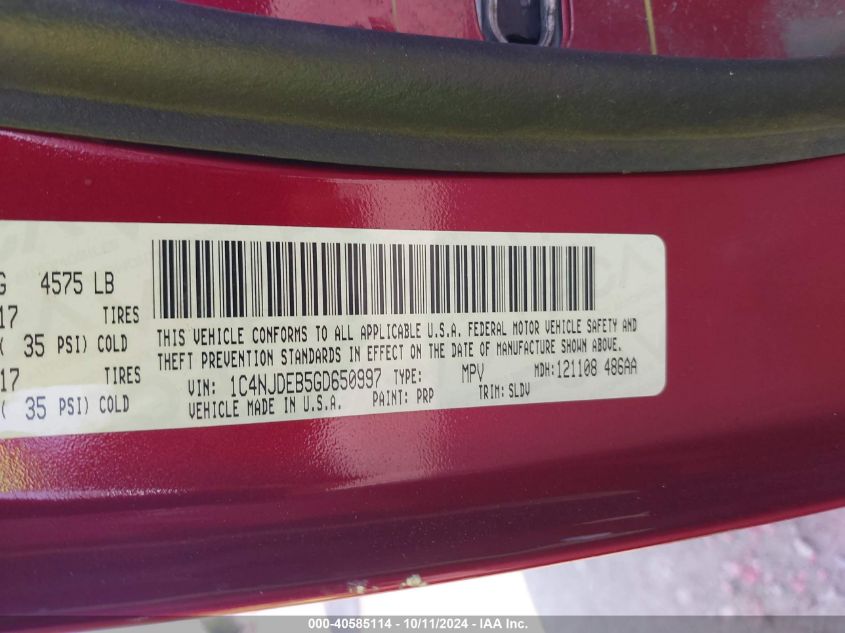 G 4575 LB
17 TIRES
( 35 PSI) COLD
17 TIRES
( 35 PSI) COLD
THIS VEHICLE CONFORMS TO ALL APPLICABLE U.S.A. FEDERAL MOTOR VEHICLE SAFETY AND
THEFT PREVENTION STANDARDS IN EFFECT ON THE DATE OF MANUFACTURE SHOWN ABOVE.
VIN: 1C4NJDEB5GD650997 TYPE: MPV MDH:121108 486AA
VEHICLE MADE IN U.S.A. PAINT: PRP TRIM: SLDV
000-40585114 - 10/11/2024 - IAA Inc.